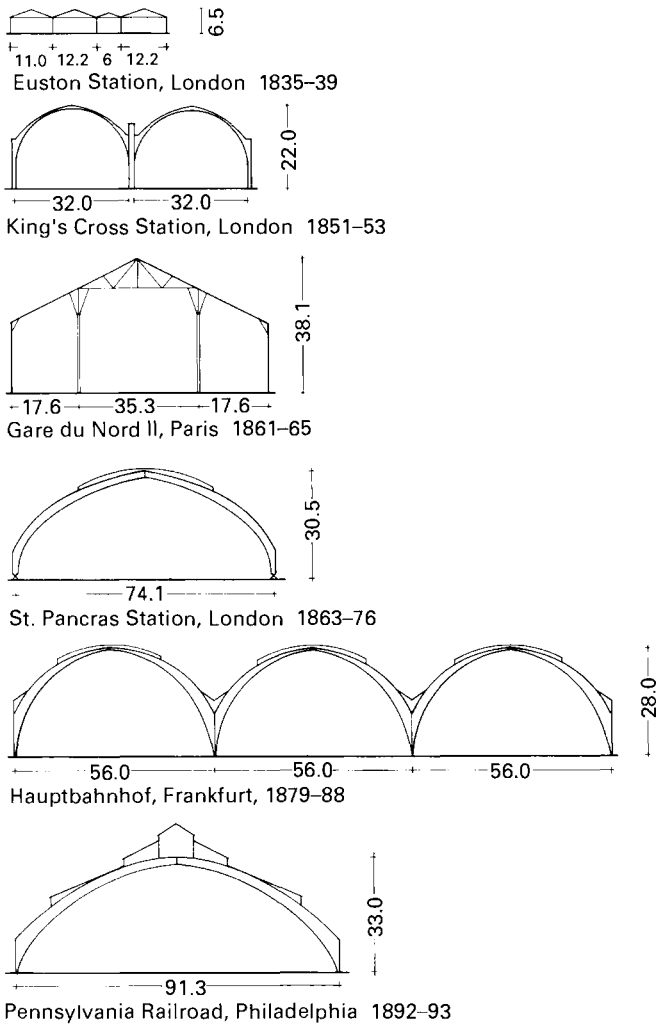 6.5
11.0 12.2 6 12.2
Euston Station, London 1835–39
22.0
32.0 32.0
King's Cross Station, London 1851–53
38.1
17.6 35.3 17.6
Gare du Nord II, Paris 1861–65
30.5
74.1
St. Pancras Station, London 1863–76
28.0
56.0 56.0 56.0
Hauptbahnhof, Frankfurt, 1879–88
33.0
91.3
Pennsylvania Railroad, Philadelphia 1892–93